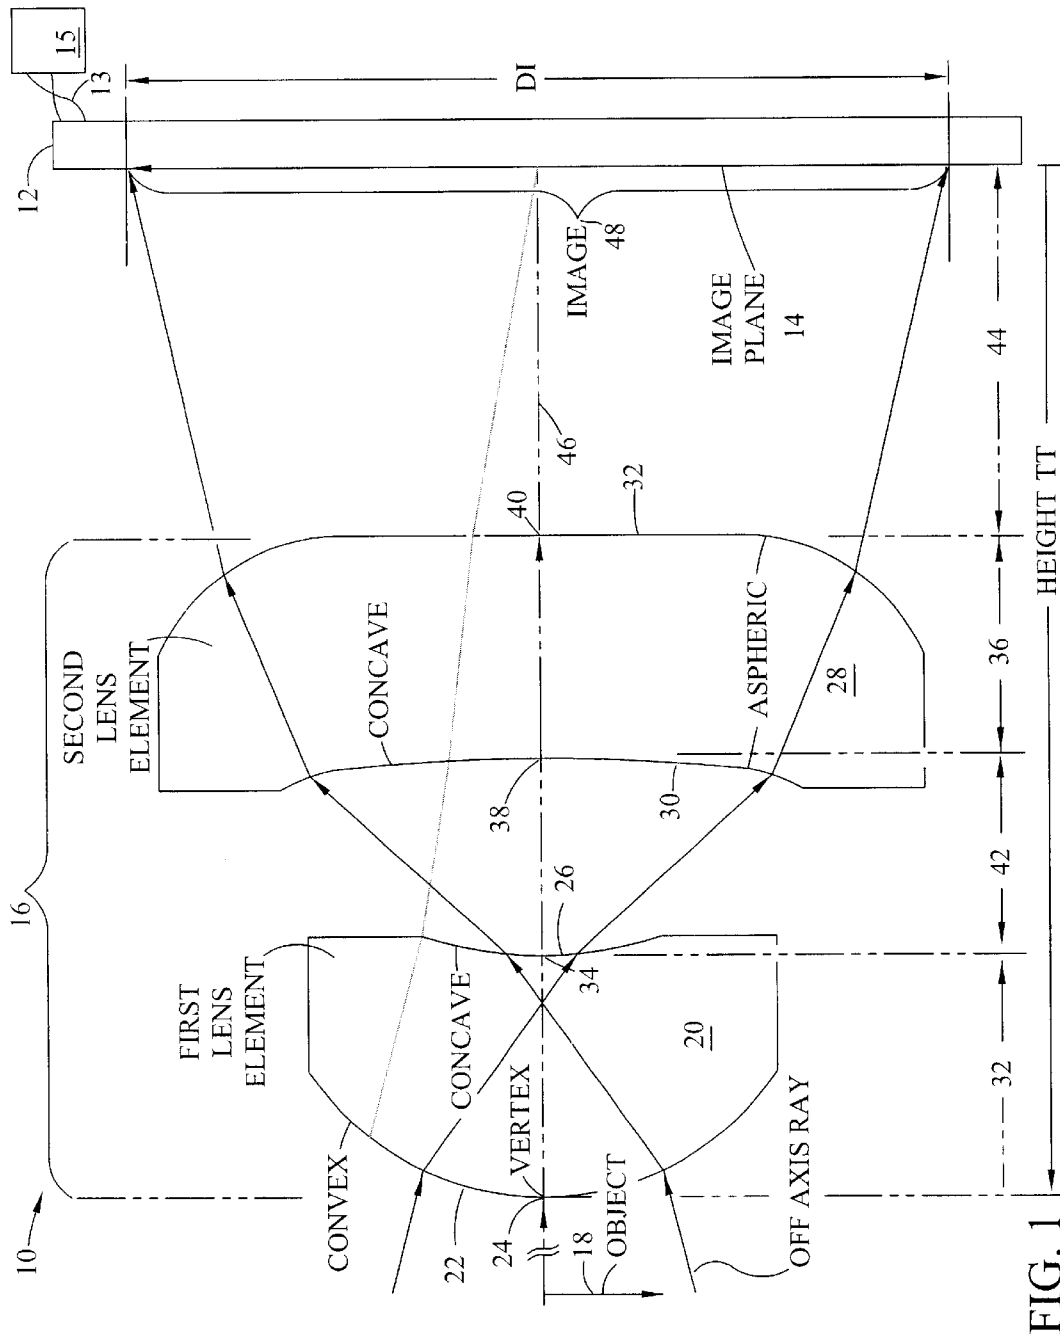 10
16
12
15
13
FIRST
LENS
ELEMENT
SECOND
LENS
ELEMENT
CONVEX
CONCAVE
CONCAVE
22
24
VERTEX
34
26
38
40
46
32
IMAGE
48
DI
18
OBJECT
20
30
ASPHERIC
28
IMAGE
PLANE
14
OFF AXIS RAY
32
42
36
44
HEIGHT TT
FIG. 1